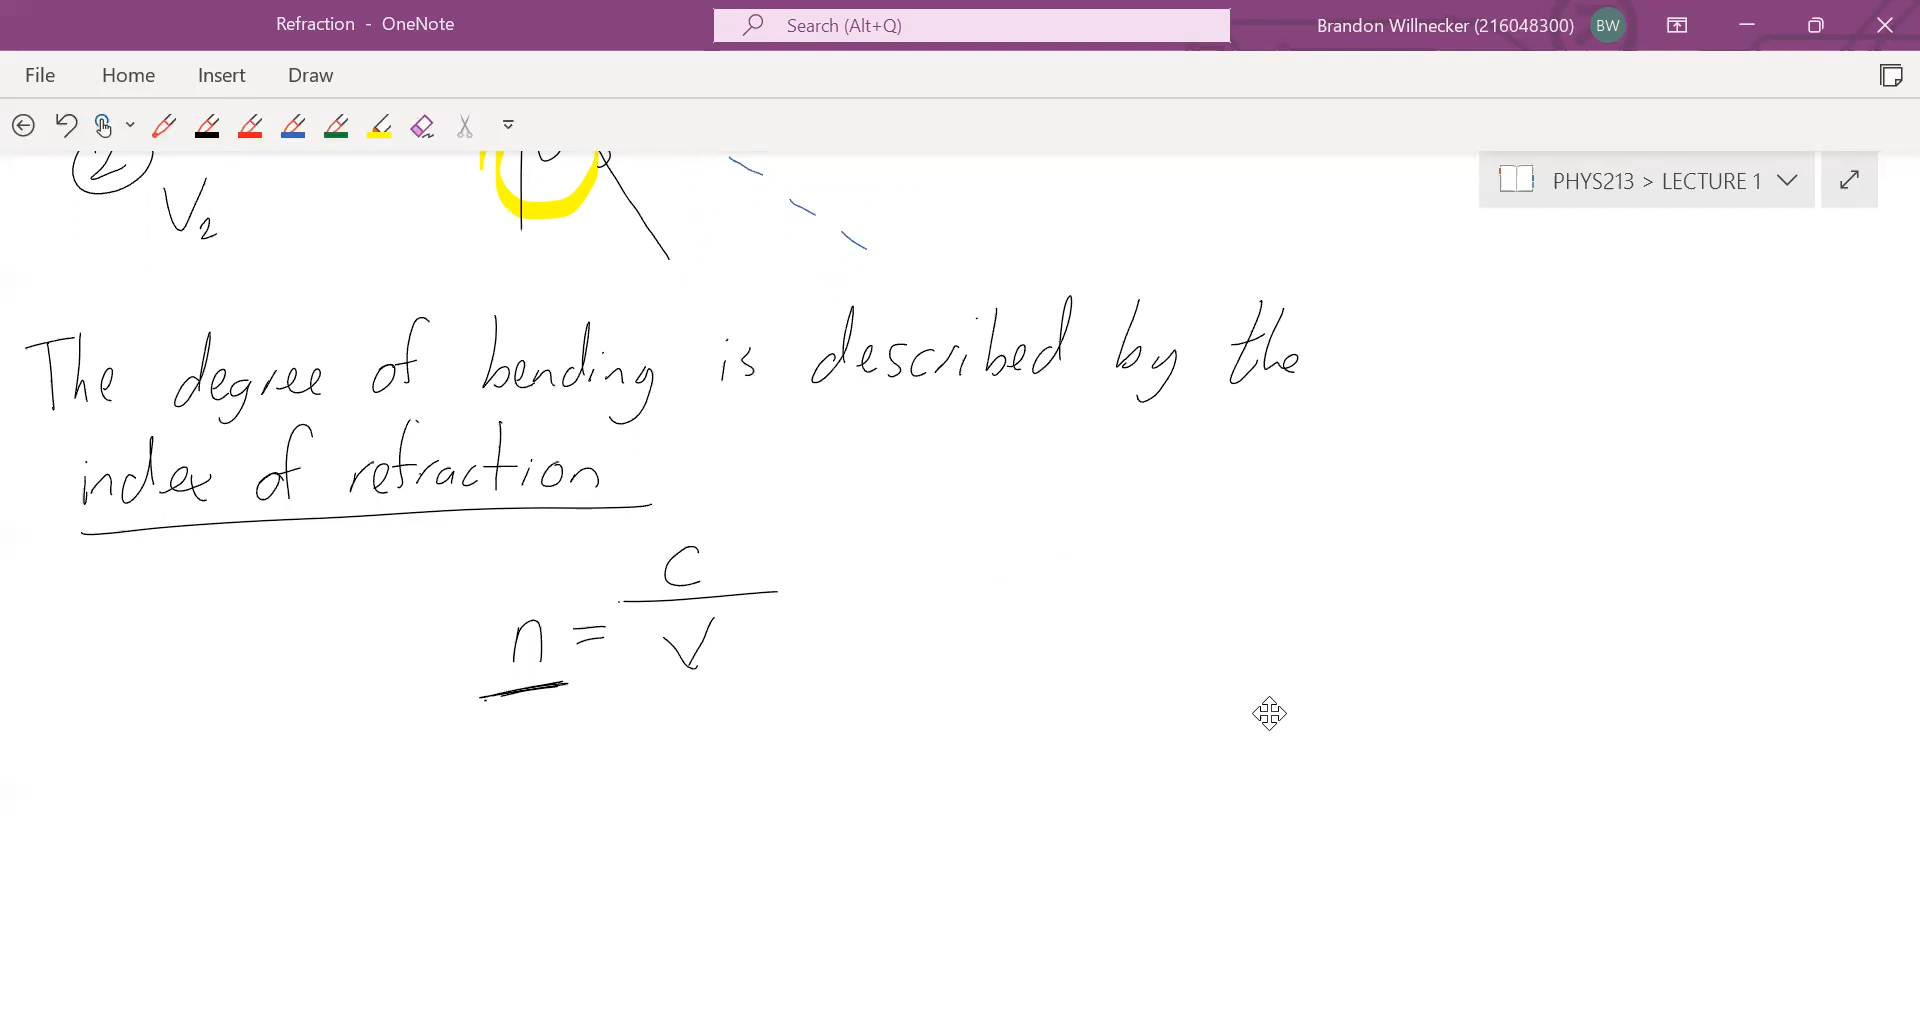 Refraction - OneNote
Search (Alt+Q)
Brandon Willnecker (216048300)
BW
File Home Insert Draw
PHYS213 > LECTURE 1
2
V2
The degree of bending is described by the
index of refraction
n = c / v